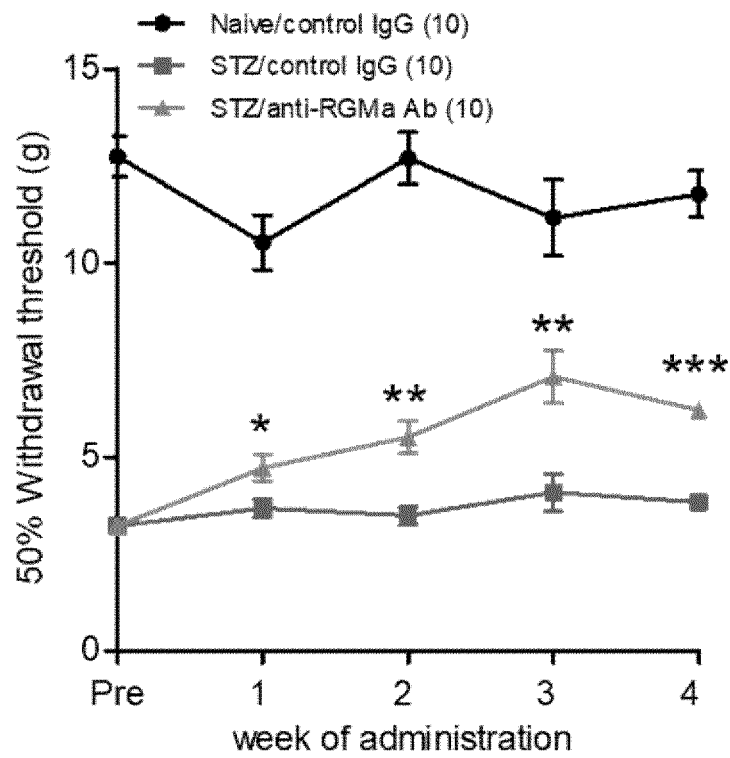 Naive/control IgG (10)
STZ/control IgG (10)
STZ/anti-RGMa Ab (10)
50% Withdrawal threshold (g)
15
10
5
0
*
**
**
***
Pre 1 2 3 4
week of administration